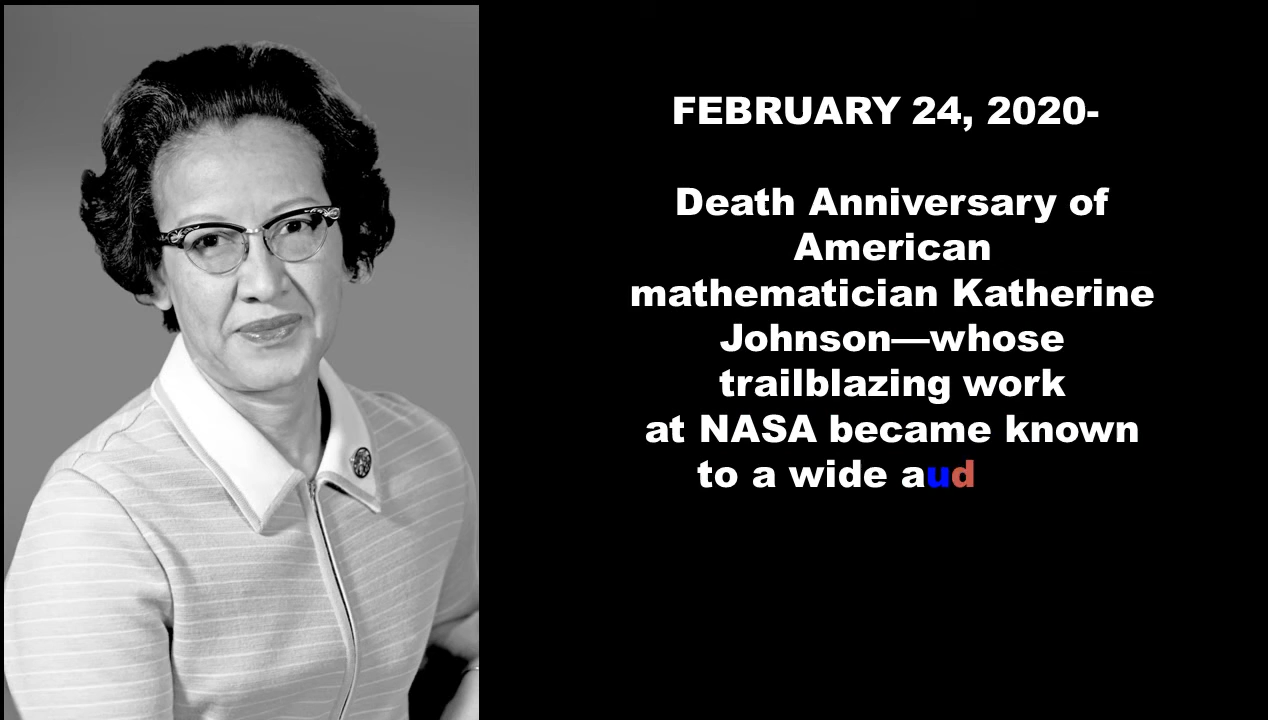 FEBRUARY 24, 2020-
Death Anniversary of
American
mathematician Katherine
Johnson—whose
trailblazing work
at NASA became known
to a wide aud